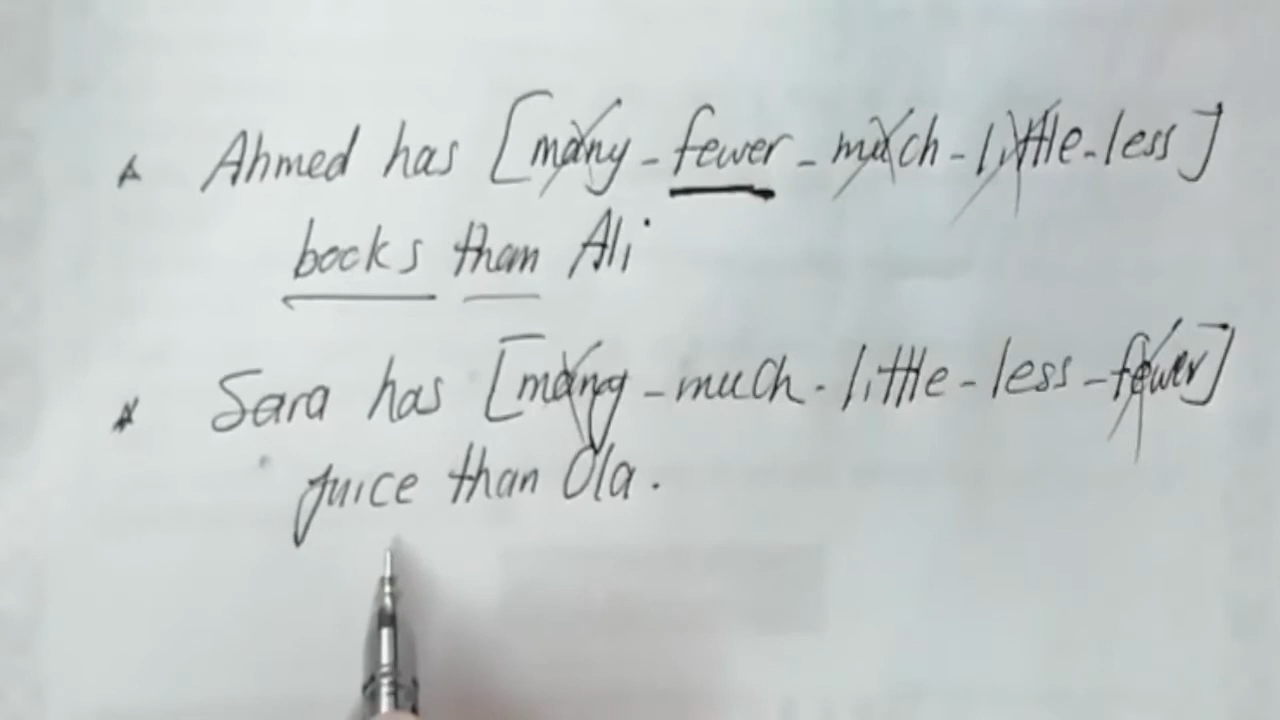 Ahmed has [many - fewer - much - little - less]
books than Ali
Sara has [many - much - little - less - fewer]
juice than Ola.